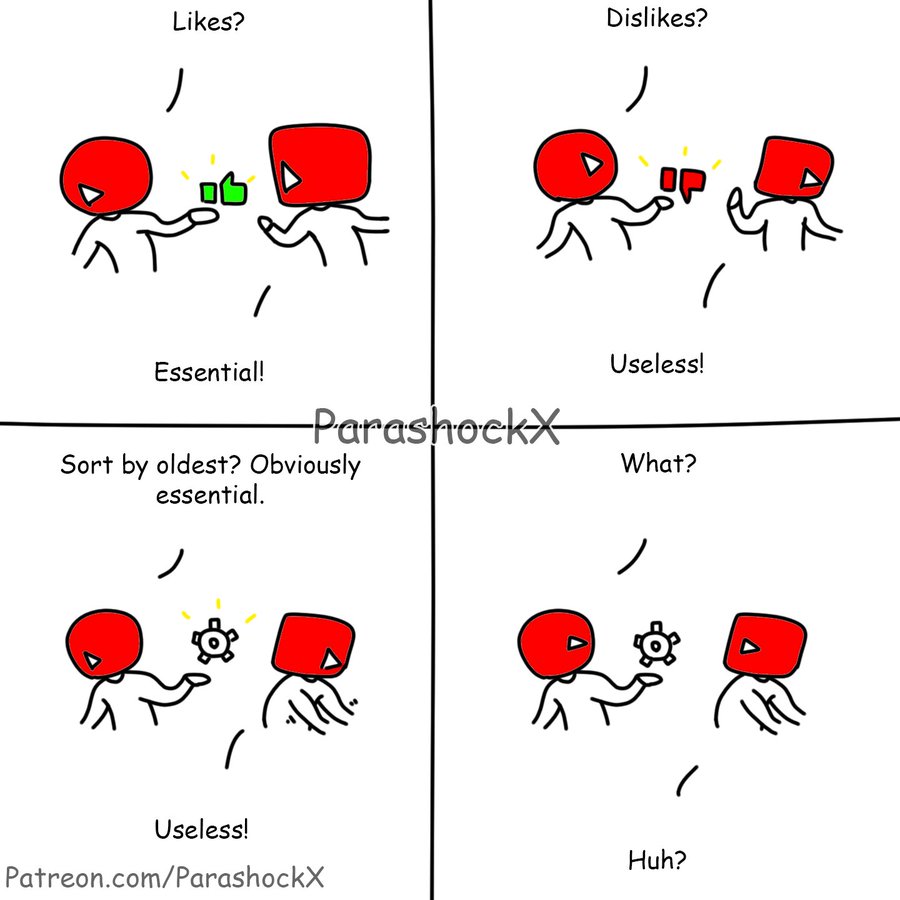 Likes?
Essential!
Dislikes?
Useless!
ParashockX
Sort by oldest? Obviously
essential.
Useless!
What?
Huh?
Patreon.com/ParashockX